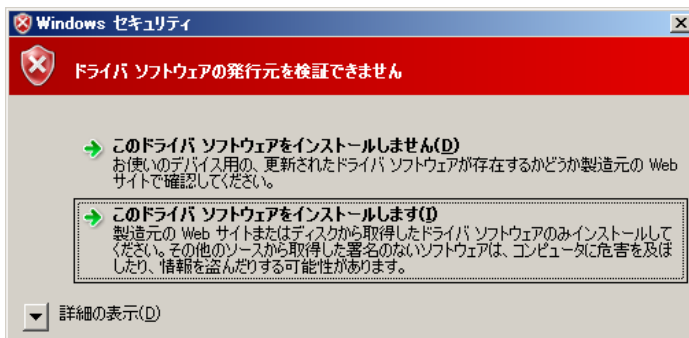 Windows セキュリティ
ドライバ ソフトウェアの発行元を検証できません
このドライバ ソフトウェアをインストールしません(D)
お使いのデバイス用の、更新されたドライバ ソフトウェアが存在するかどうか製造元の Web
サイトで確認してください。
このドライバ ソフトウェアをインストールします(I)
製造元の Web サイトまたはディスクから取得したドライバ ソフトウェアのみインストールして
ください。その他のソースから取得した署名のないソフトウェアは、コンピュータに危害を及ぼ
したり、情報を盗んだりする可能性があります。
詳細の表示(D)